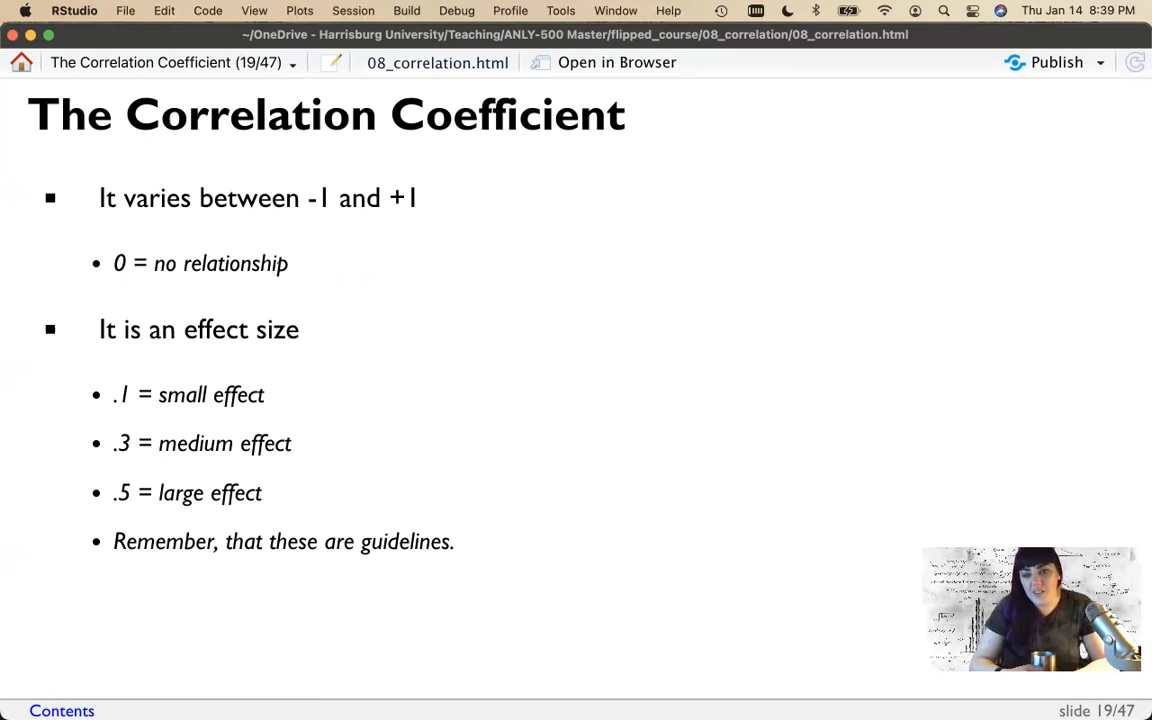 RStudio File Edit Code View Plots Session Build Debug Profile Tools Window Help Thu Jan 14 8:39 PM
~/OneDrive - Harrisburg University/Teaching/ANLY-500 Master/flipped_course/08_correlation/08_correlation.html
The Correlation Coefficient (19/47) 08_correlation.html Open in Browser Publish
The Correlation Coefficient
■ It varies between -1 and +1
• 0 = no relationship
■ It is an effect size
• .1 = small effect
• .3 = medium effect
• .5 = large effect
• Remember, that these are guidelines.
Contents slide 19/47